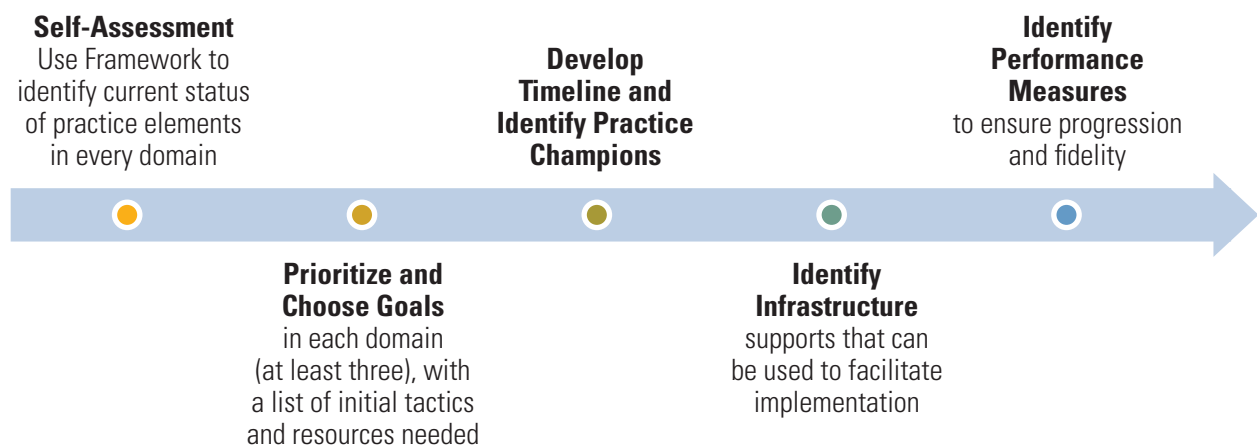 Self-Assessment
Use Framework to
identify current status
of practice elements
in every domain
Prioritize and
Choose Goals
in each domain
(at least three), with
a list of initial tactics
and resources needed
Develop
Timeline and
Identify Practice
Champions
Identify
Infrastructure
supports that can
be used to facilitate
implementation
Identify
Performance
Measures
to ensure progression
and fidelity